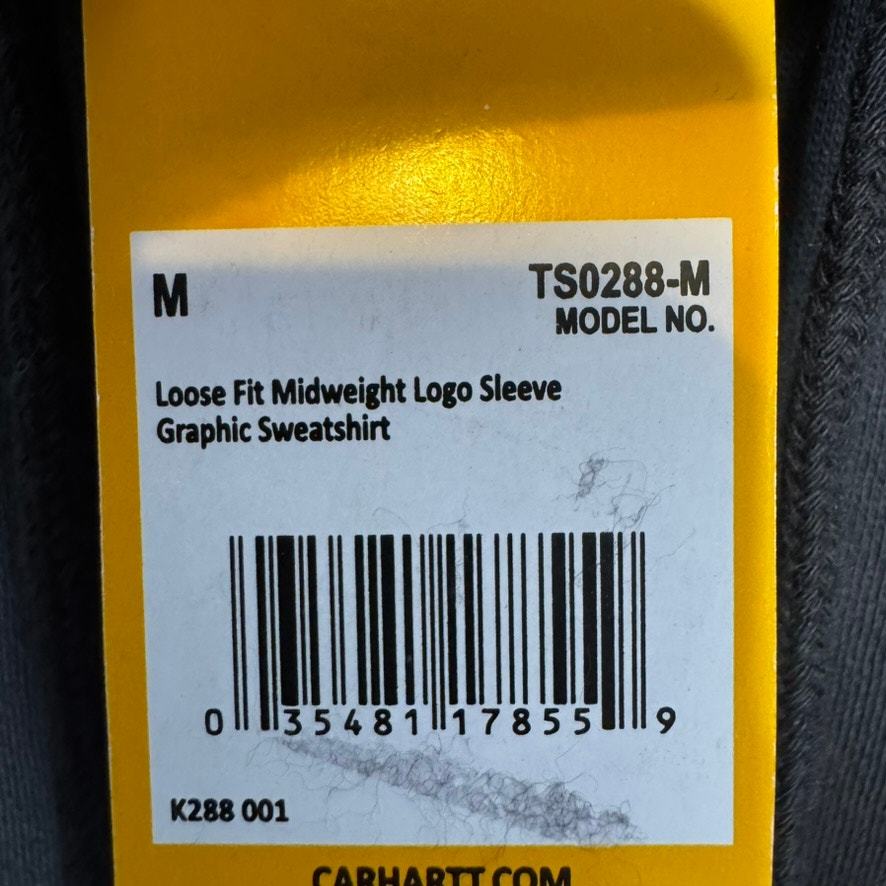 M
TS0288-M
MODEL NO.
Loose Fit Midweight Logo Sleeve
Graphic Sweatshirt
0 35481 17855 9
K288 001
CARHARTT.COM